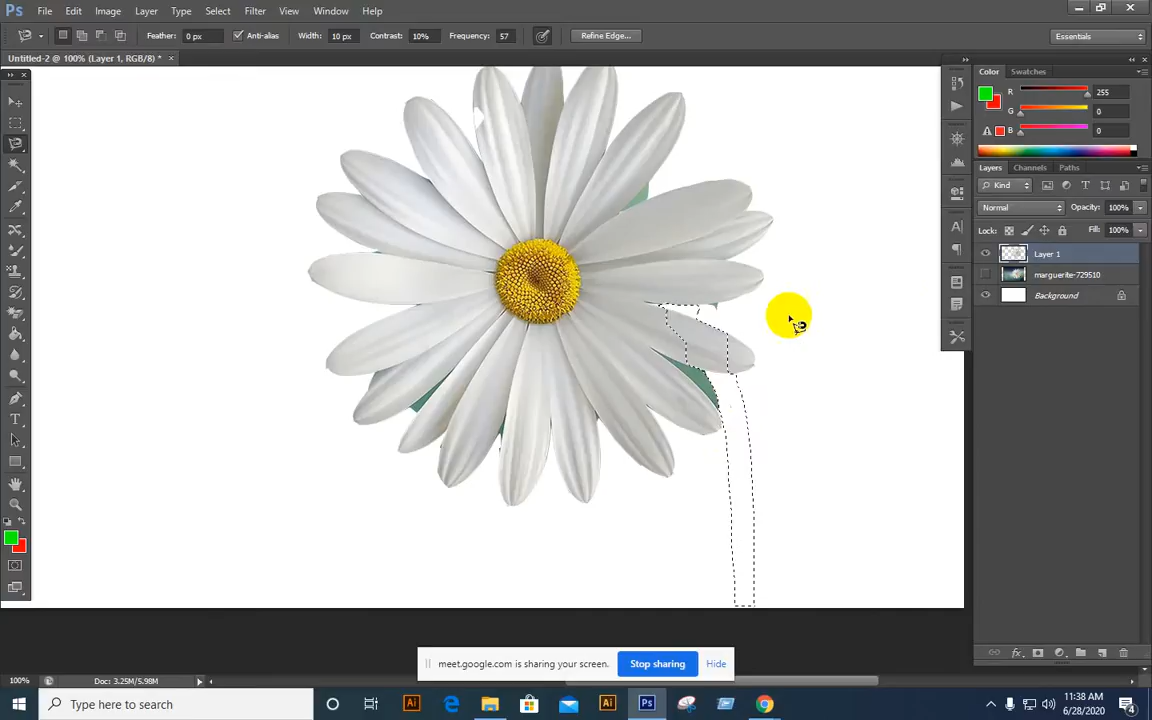 Ps File Edit Image Layer Type Select Filter View Window Help
Feather: 0 px Anti-alias Width: 10 px Contrast: 10% Frequency: 57 Refine Edge... Essentials
Untitled-2 @ 100% (Layer 1, RGB/8) *
Color Swatches
R 255
G 0
B 0
Layers Channels Paths
Kind
Normal Opacity: 100%
Lock: Fill: 100%
Layer 1
marguerite-729510
Background
meet.google.com is sharing your screen. Stop sharing Hide
100% Doc: 3.25M/5.98M
Type here to search
11:38 AM
6/28/2020
4